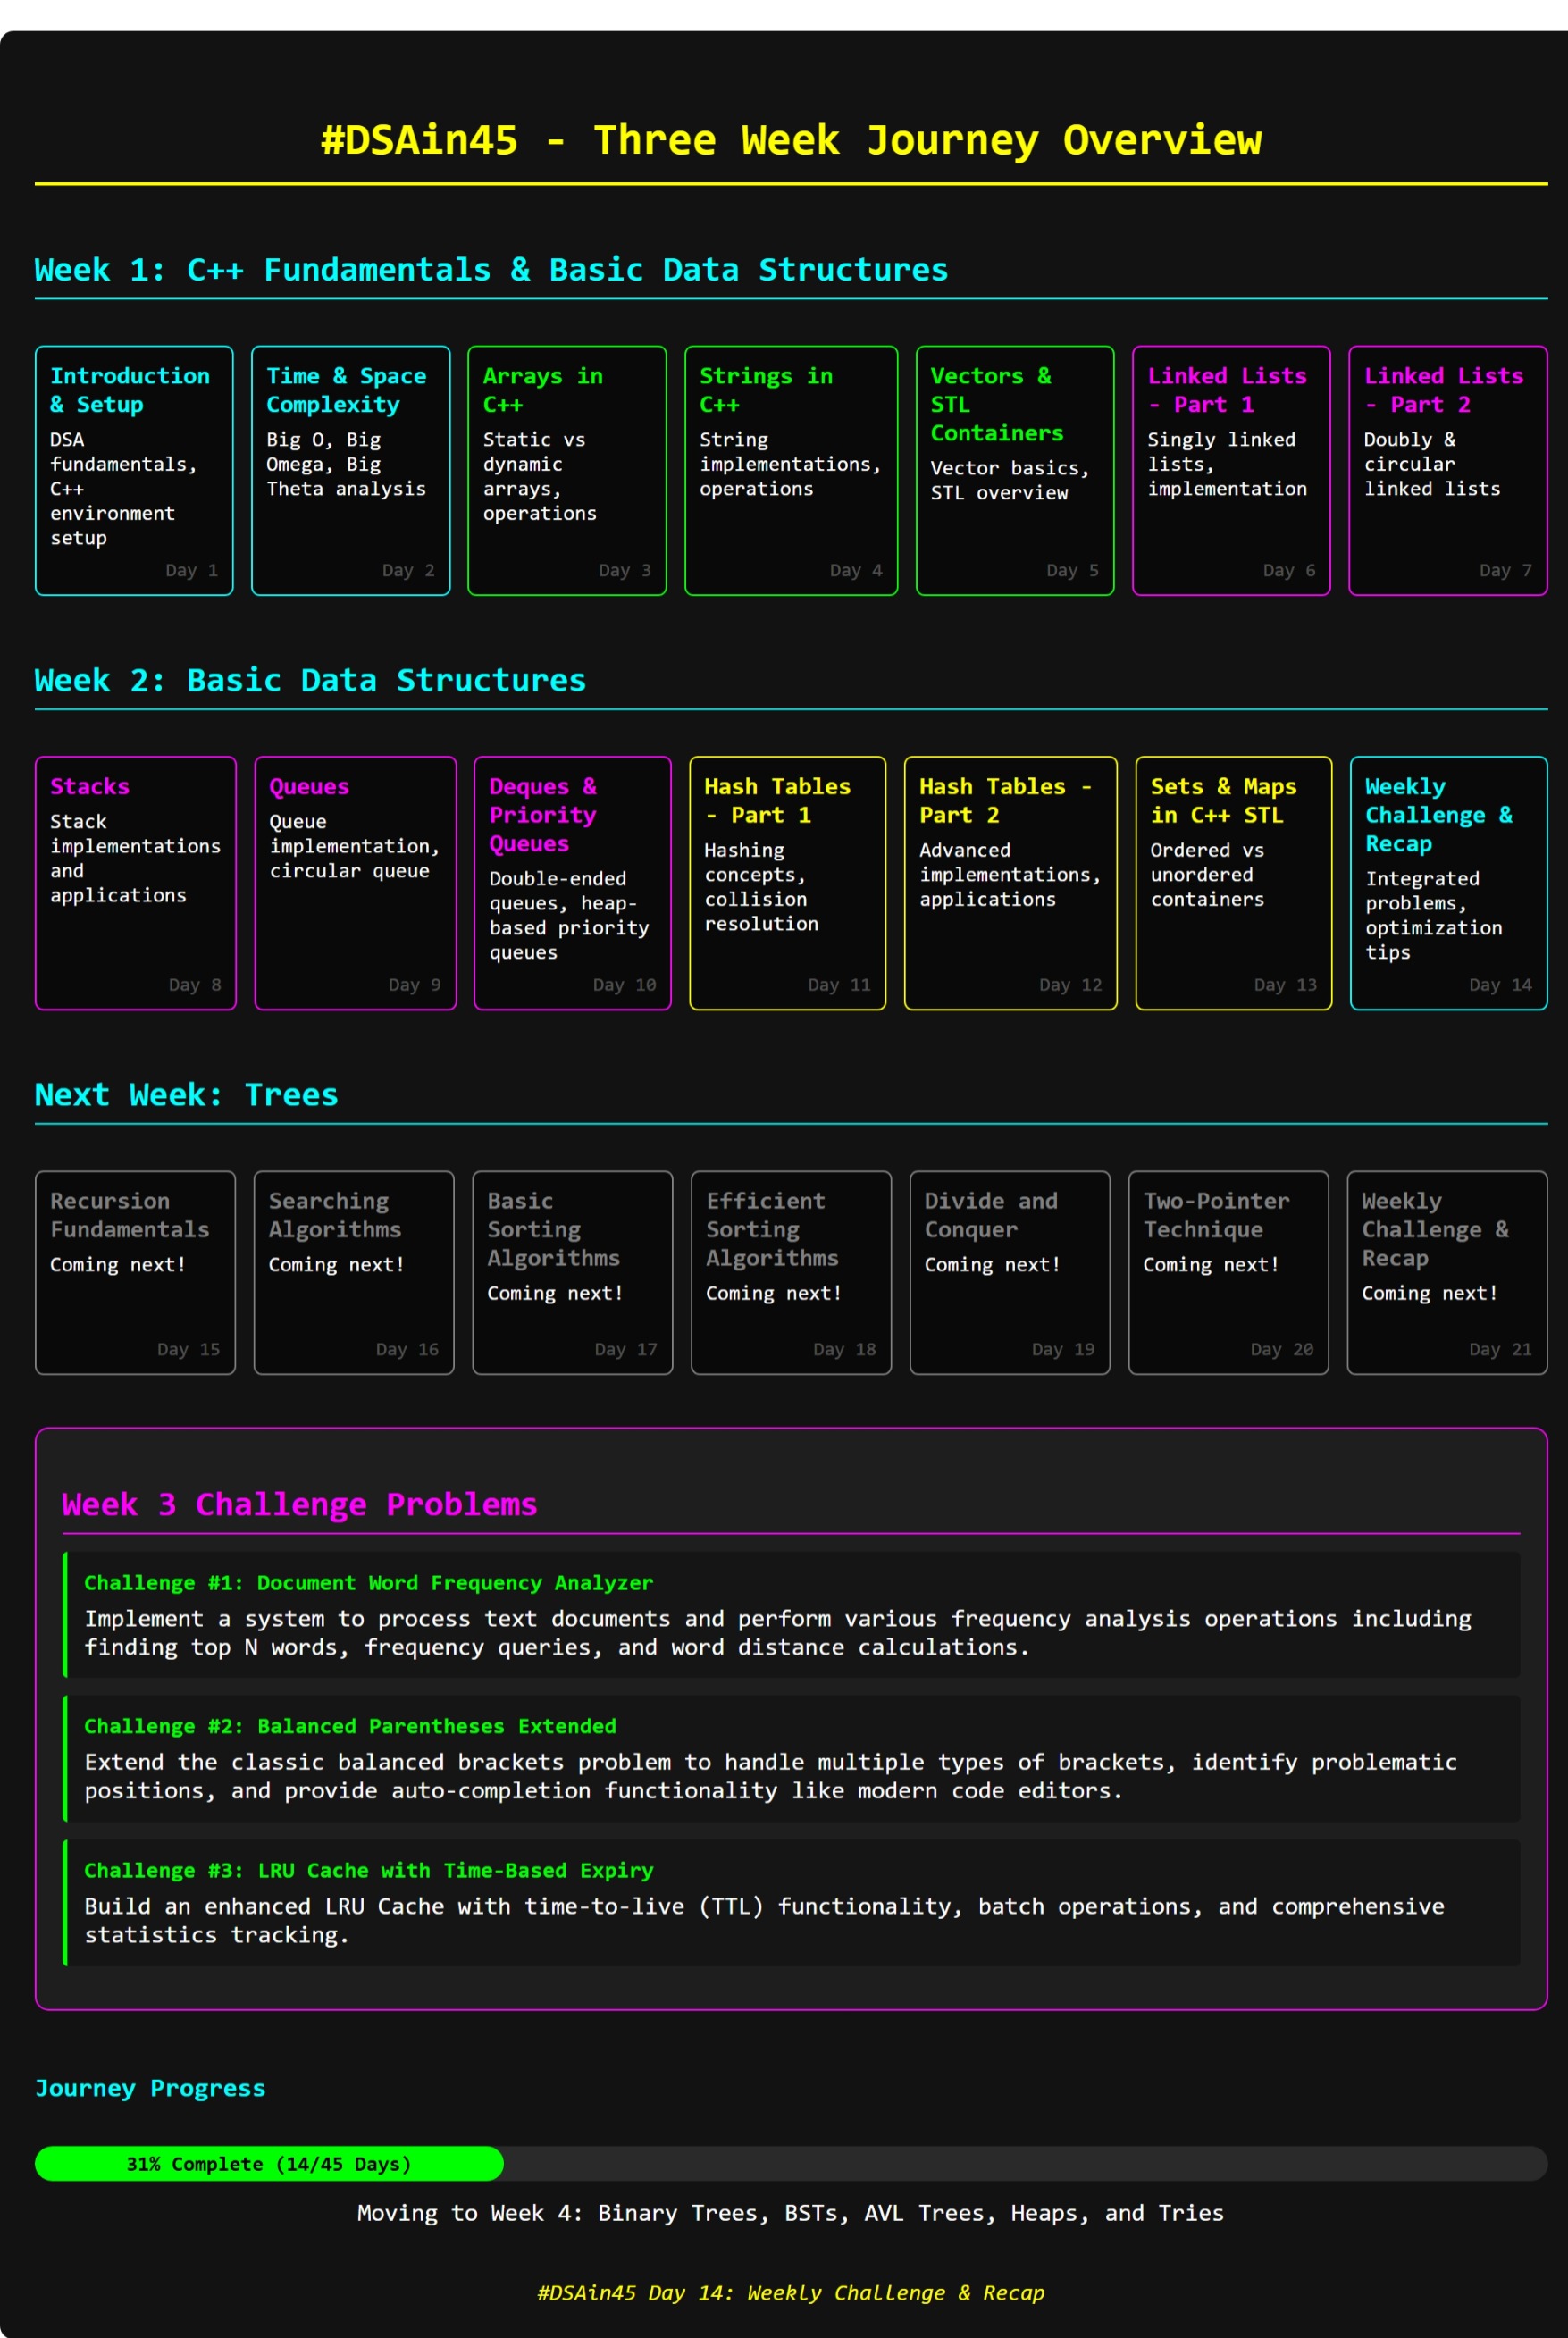 #DSAin45 - Three Week Journey Overview
Week 1: C++ Fundamentals & Basic Data Structures
Introduction
& Setup
DSA
fundamentals,
C++
environment
setup
Day 1
Time & Space
Complexity
Big O, Big
Omega, Big
Theta analysis
Day 2
Arrays in
C++
Static vs
dynamic
arrays,
operations
Day 3
Strings in
C++
String
implementations,
operations
Day 4
Vectors &
STL
Containers
Vector basics,
STL overview
Day 5
Linked Lists
- Part 1
Singly linked
lists,
implementation
Day 6
Linked Lists
- Part 2
Doubly &
circular
linked lists
Day 7
Week 2: Basic Data Structures
Stacks
Stack
implementations
and
applications
Day 8
Queues
Queue
implementation,
circular queue
Day 9
Deques &
Priority
Queues
Double-ended
queues, heap-
based priority
queues
Day 10
Hash Tables
- Part 1
Hashing
concepts,
collision
resolution
Day 11
Hash Tables -
Part 2
Advanced
implementations,
applications
Day 12
Sets & Maps
in C++ STL
Ordered vs
unordered
containers
Day 13
Weekly
Challenge &
Recap
Integrated
problems,
optimization
tips
Day 14
Next Week: Trees
Recursion
Fundamentals
Coming next!
Day 15
Searching
Algorithms
Coming next!
Day 16
Basic
Sorting
Algorithms
Coming next!
Day 17
Efficient
Sorting
Algorithms
Coming next!
Day 18
Divide and
Conquer
Coming next!
Day 19
Two-Pointer
Technique
Coming next!
Day 20
Weekly
Challenge &
Recap
Coming next!
Day 21
Week 3 Challenge Problems
Challenge #1: Document Word Frequency Analyzer
Implement a system to process text documents and perform various frequency analysis operations including
finding top N words, frequency queries, and word distance calculations.
Challenge #2: Balanced Parentheses Extended
Extend the classic balanced brackets problem to handle multiple types of brackets, identify problematic
positions, and provide auto-completion functionality like modern code editors.
Challenge #3: LRU Cache with Time-Based Expiry
Build an enhanced LRU Cache with time-to-live (TTL) functionality, batch operations, and comprehensive
statistics tracking.
Journey Progress
31% Complete (14/45 Days)
Moving to Week 4: Binary Trees, BSTs, AVL Trees, Heaps, and Tries
#DSAin45 Day 14: Weekly Challenge & Recap